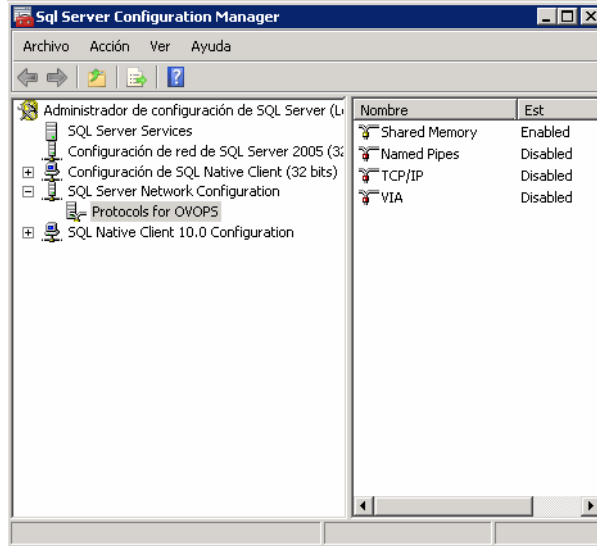 Sql Server Configuration Manager
Archivo Acción Ver Ayuda
Administrador de configuración de SQL Server (L
SQL Server Services
Configuración de red de SQL Server 2005 (32
Configuración de SQL Native Client (32 bits)
SQL Server Network Configuration
Protocols for OVOPS
SQL Native Client 10.0 Configuration
Nombre Est
Shared Memory Enabled
Named Pipes Disabled
TCP/IP Disabled
VIA Disabled